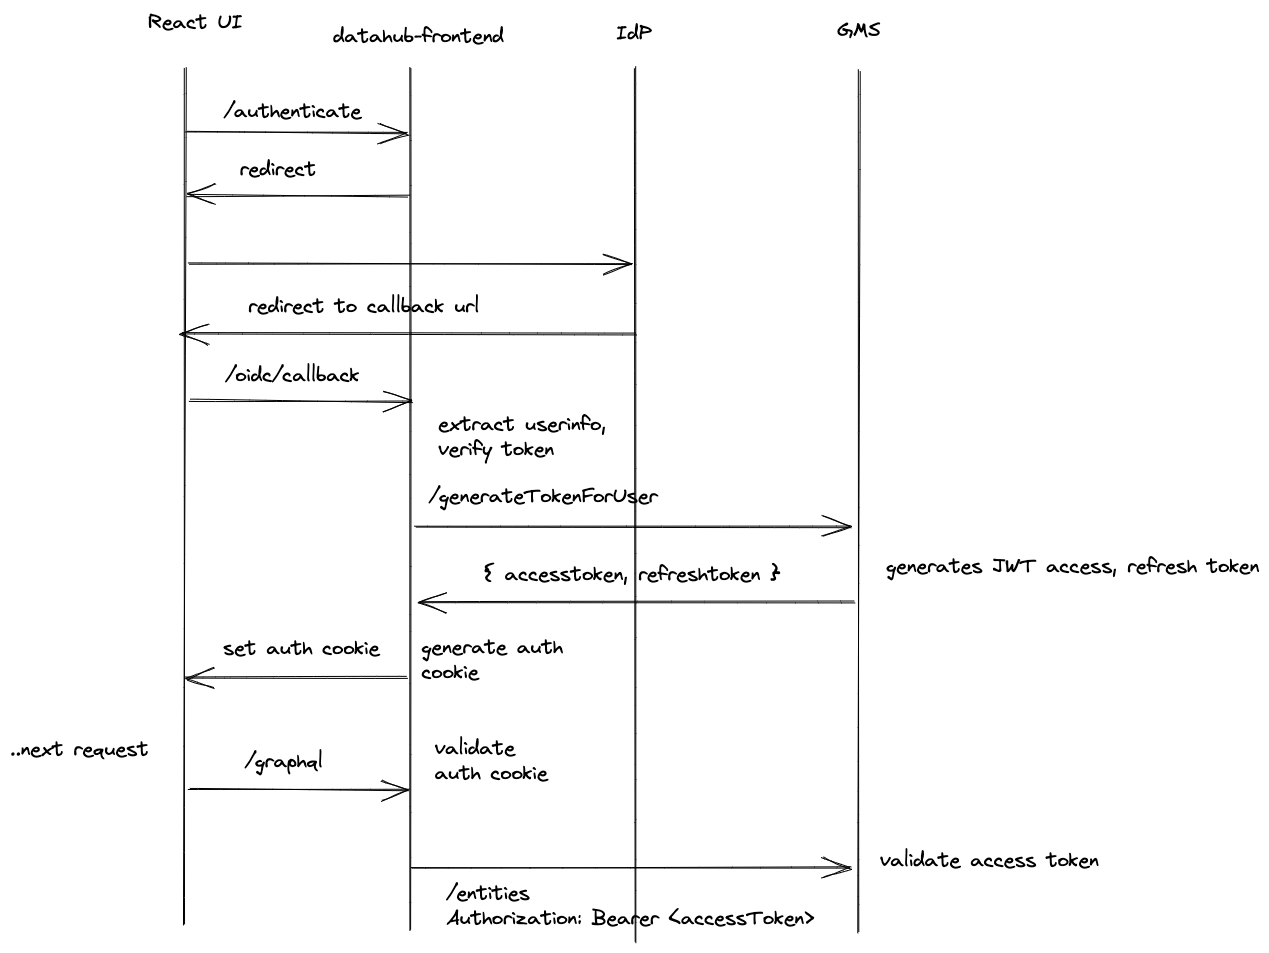 React UI
datahub-frontend
IdP
GMS
/authenticate
redirect
redirect to callback url
/oidc/callback
extract userinfo,
verify token
/generateTokenForUser
generates JWT access, refresh token
{ accesstoken, refreshtoken }
set auth cookie
generate auth
cookie
..next request
/graphql
validate
auth cookie
validate access token
/entities
Authorization: Bearer <accessToken>